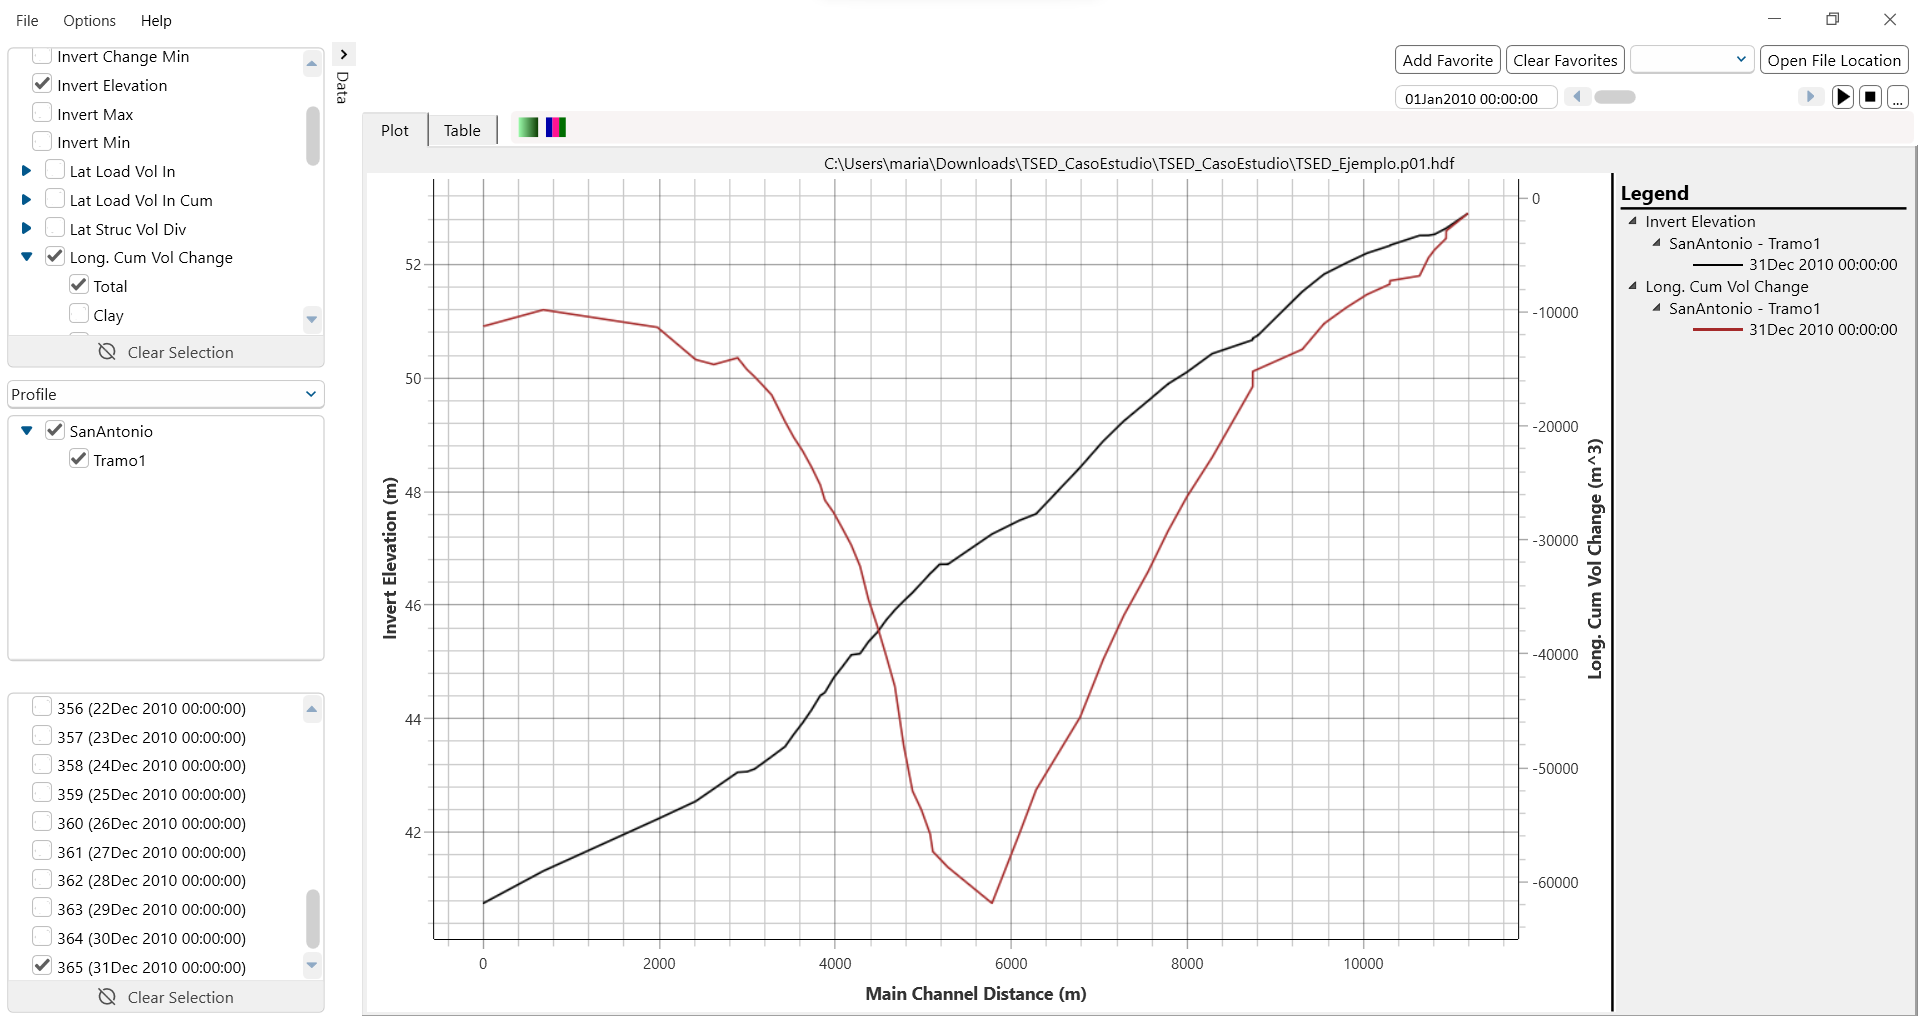 File Options Help
Invert Change Min
Invert Elevation
Invert Max
Invert Min
Lat Load Vol In
Lat Load Vol In Cum
Lat Struc Vol Div
Long. Cum Vol Change
Total
Clay
Clear Selection
Profile
SanAntonio
Tramo1
356 (22Dec 2010 00:00:00)
357 (23Dec 2010 00:00:00)
358 (24Dec 2010 00:00:00)
359 (25Dec 2010 00:00:00)
360 (26Dec 2010 00:00:00)
361 (27Dec 2010 00:00:00)
362 (28Dec 2010 00:00:00)
363 (29Dec 2010 00:00:00)
364 (30Dec 2010 00:00:00)
365 (31Dec 2010 00:00:00)
Clear Selection
Data
Add Favorite Clear Favorites Open File Location
01Jan2010 00:00:00 ...
Plot Table
C:\Users\maria\Downloads\TSED_CasoEstudio\TSED_CasoEstudio\TSED_Ejemplo.p01.hdf
Invert Elevation (m)
52
50
48
46
44
42
0
-10000
-20000
-30000
-40000
-50000
-60000
Long. Cum Vol Change (m^3)
0 2000 4000 6000 8000 10000
Main Channel Distance (m)
Legend
Invert Elevation
SanAntonio - Tramo1
31Dec 2010 00:00:00
Long. Cum Vol Change
SanAntonio - Tramo1
31Dec 2010 00:00:00